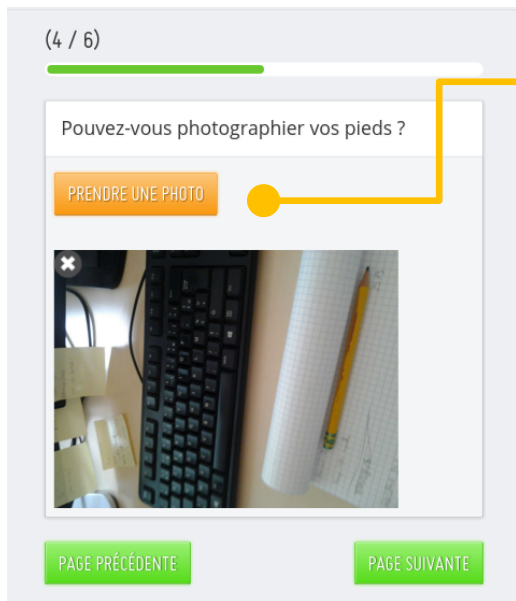 (4 / 6)
Pouvez-vous photographier vos pieds ?
PRENDRE UNE PHOTO
PAGE PRÉCÉDENTE
PAGE SUIVANTE